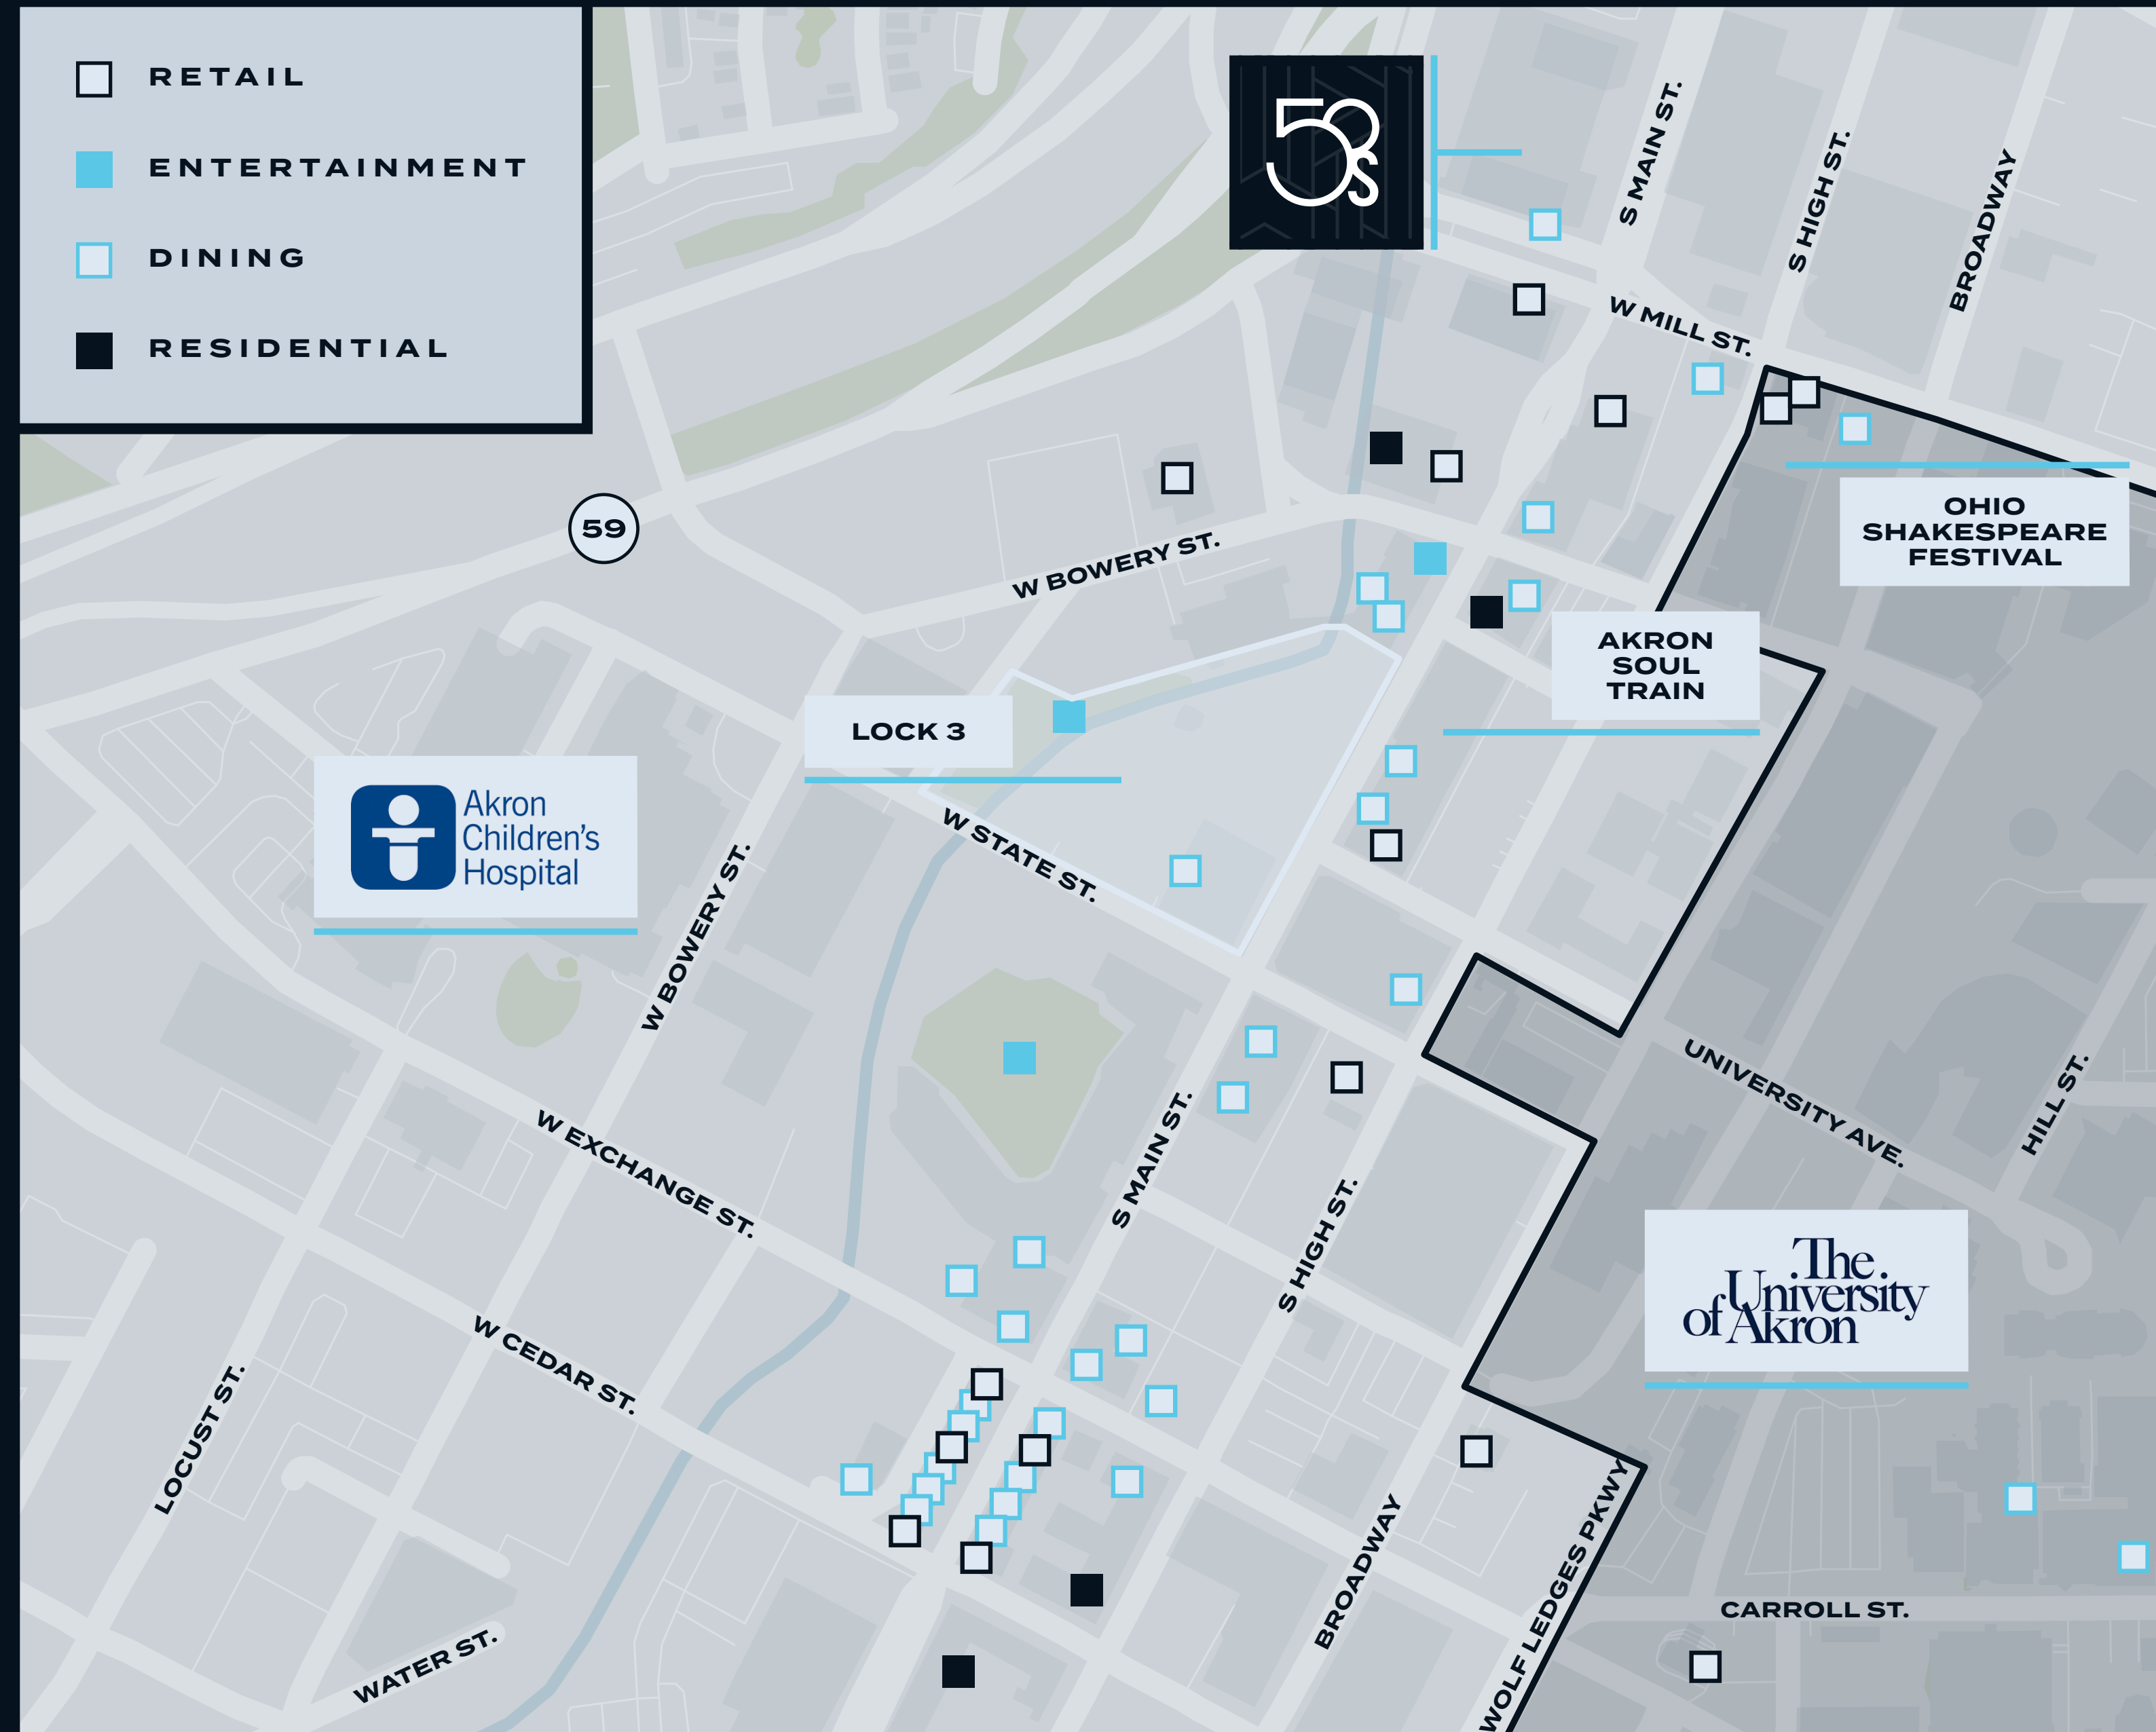 RETAIL
ENTERTAINMENT
DINING
RESIDENTIAL
53
S
S MAIN ST.
S HIGH ST.
BROADWAY
W MILL ST.
OHIO
SHAKESPEARE
FESTIVAL
59
W BOWERY ST.
AKRON
SOUL
TRAIN
LOCK 3
Akron
Children's
Hospital
W STATE ST.
W BOWERY ST.
UNIVERSITY AVE.
HILL ST.
W EXCHANGE ST.
S MAIN ST.
S HIGH ST.
The
University
of Akron
W CEDAR ST.
LOCUST ST.
BROADWAY
WOLF LEDGES PKWY
CARROLL ST.
WATER ST.